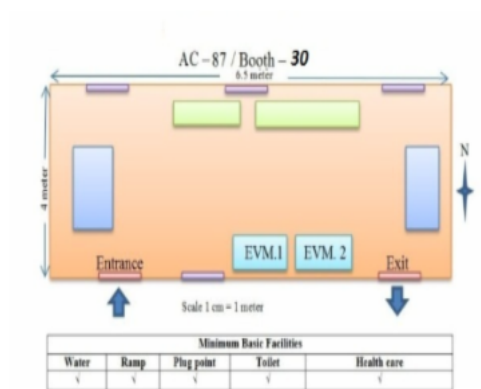 AC – 87 / Booth – 30
6.5 meter
4 meter
N
EVM.1 EVM. 2
Entrance Exit
Scale 1 cm = 1 meter
Minimum Basic Facilities
Water Ramp Plug point Toilet Health care
√ √ √ √ √